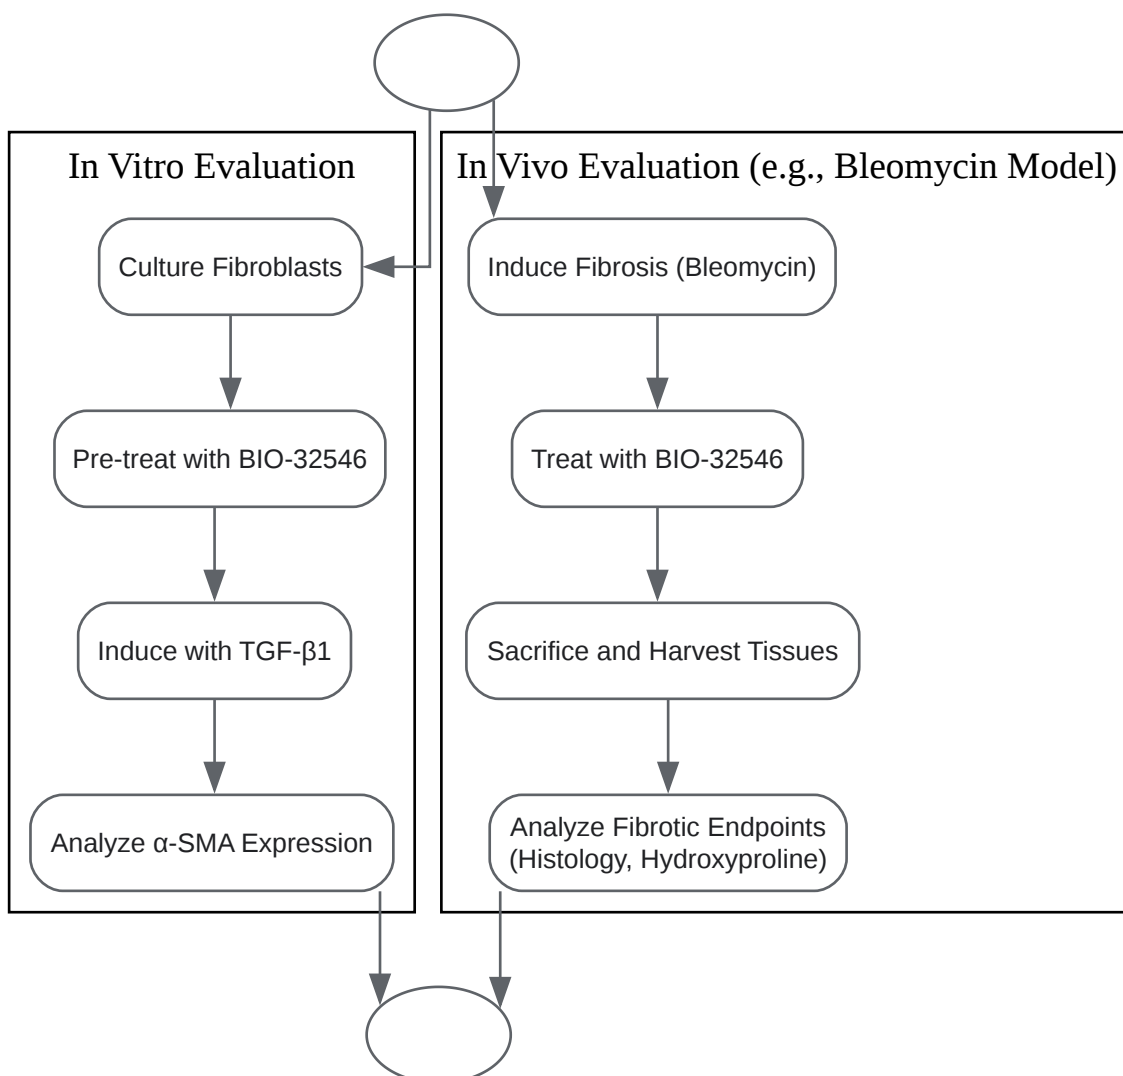 In Vitro Evaluation
Culture Fibroblasts
Pre-treat with BIO-32546
Induce with TGF-β1
Analyze α-SMA Expression
In Vivo Evaluation (e.g., Bleomycin Model)
Induce Fibrosis (Bleomycin)
Treat with BIO-32546
Sacrifice and Harvest Tissues
Analyze Fibrotic Endpoints
(Histology, Hydroxyproline)